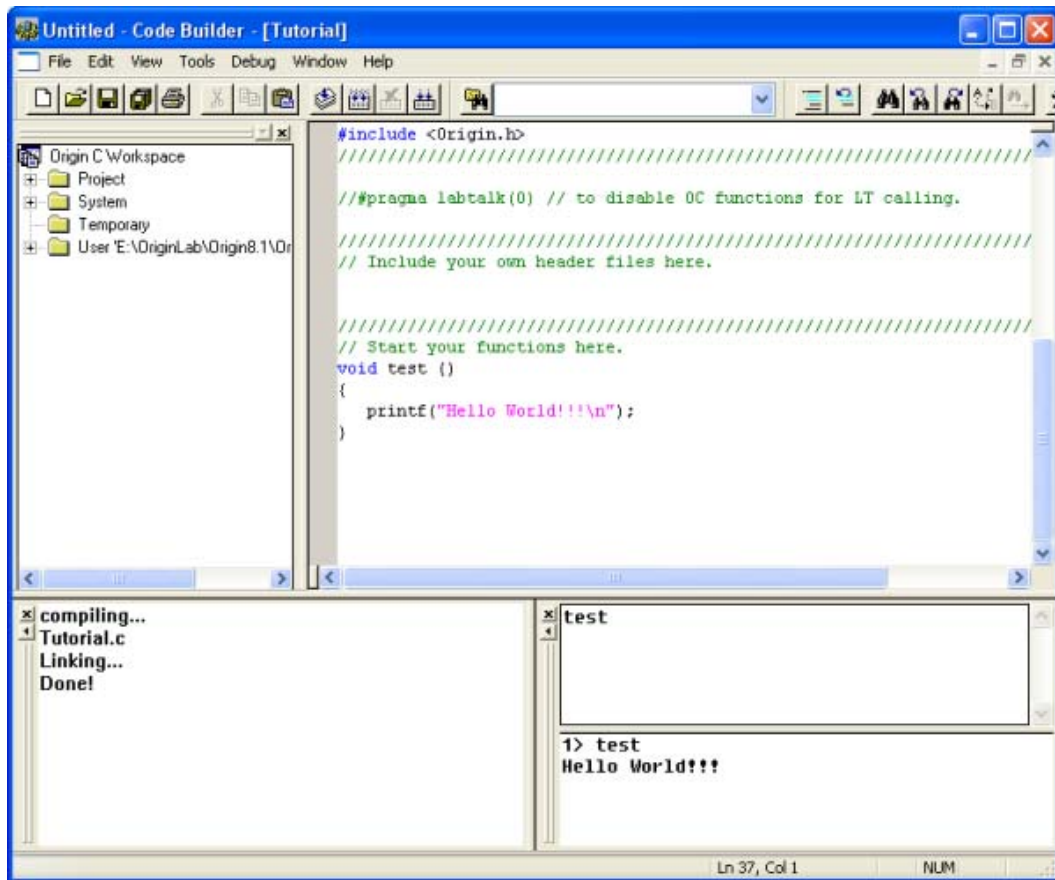 Untitled - Code Builder - [Tutorial]
File Edit View Tools Debug Window Help
Origin C Workspace
Project
System
Temporary
User 'E:\OriginLab\Origin8.1\Or
#include <Origin.h>
////////////////////////////////////////////////////////////////////////
//#pragma labtalk(0) // to disable OC functions for LT calling.
////////////////////////////////////////////////////////////////////////
// Include your own header files here.
////////////////////////////////////////////////////////////////////////
// Start your functions here.
void test ()
{
printf("Hello World!!!\n");
}
compiling...
Tutorial.c
Linking...
Done!
test
1> test
Hello World!!!
Ln 37, Col 1
NUM